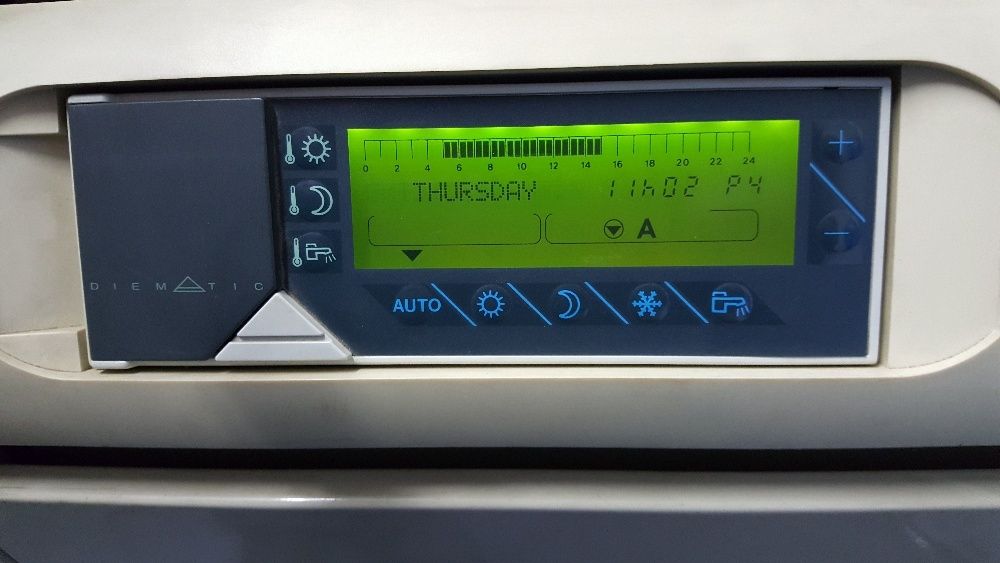 0 2 4 6 8 10 12 14 16 18 20 22 24
THURSDAY 11h02 P4
A
DIEMATIC
AUTO